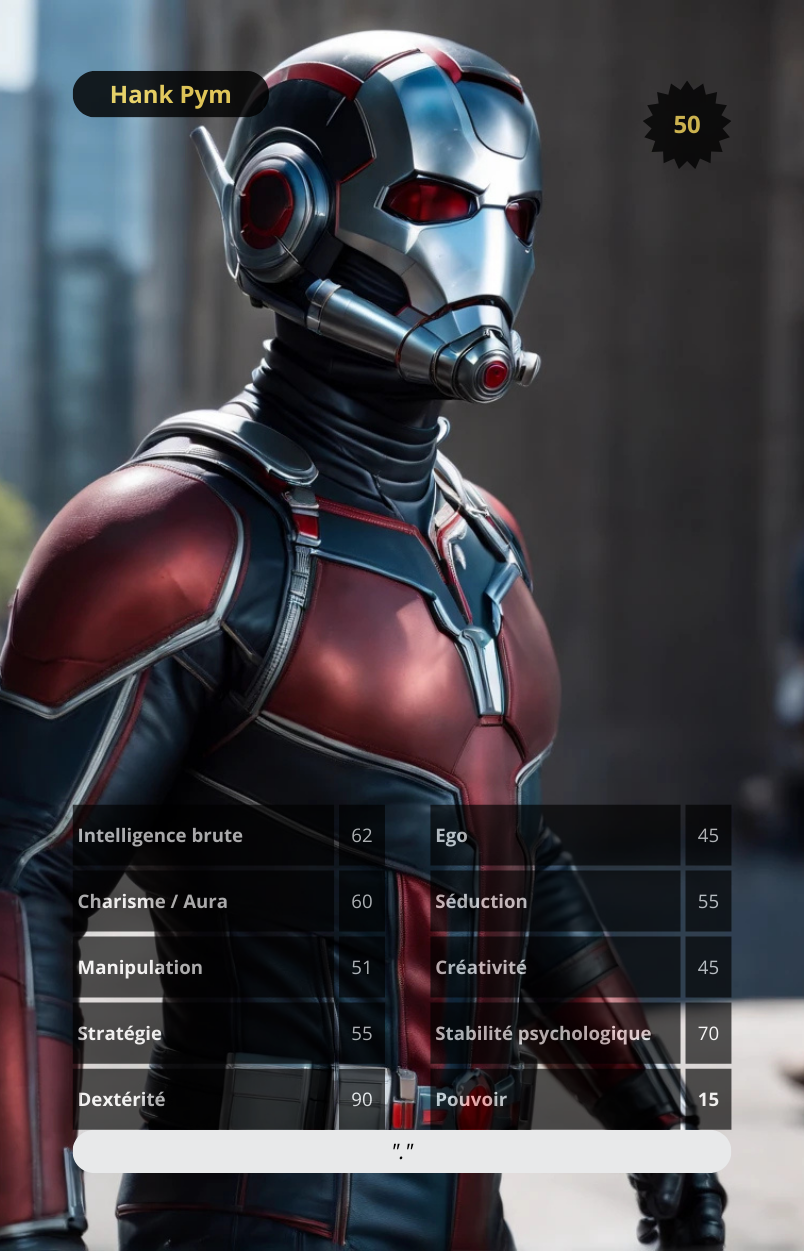 Hank Pym
50
Intelligence brute 62
Ego 45
Charisme / Aura 60
Séduction 55
Manipulation 51
Créativité 45
Stratégie 55
Stabilité psychologique 70
Dextérité 90
Pouvoir 15
"."